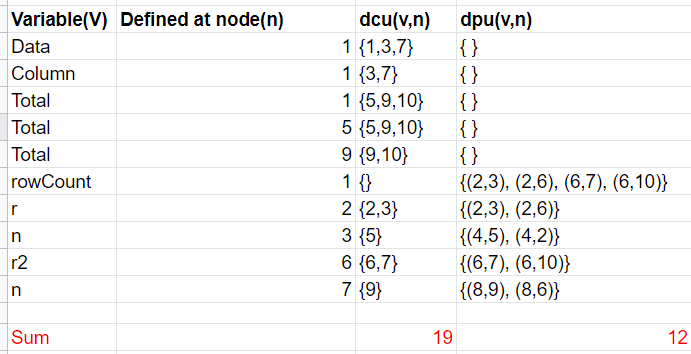 Variable(V) Defined at node(n) dcu(v,n) dpu(v,n)
Data 1 {1,3,7} { }
Column 1 {3,7} { }
Total 1 {5,9,10} { }
Total 5 {5,9,10} { }
Total 9 {9,10} { }
rowCount 1 {} {(2,3), (2,6), (6,7), (6,10)}
r 2 {2,3} {(2,3), (2,6)}
n 3 {5} {(4,5), (4,2)}
r2 6 {6,7} {(6,7), (6,10)}
n 7 {9} {(8,9), (8,6)}
Sum 19 12